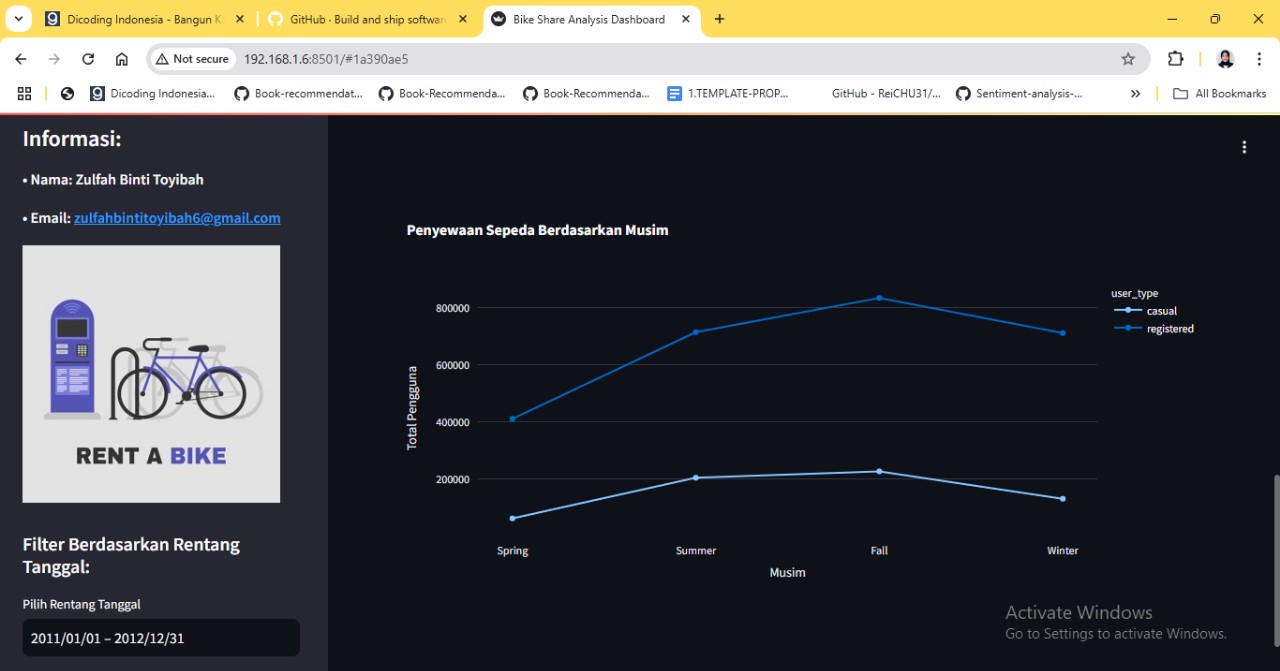 Dicoding Indonesia - Bangun K
GitHub · Build and ship softwar
Bike Share Analysis Dashboard
Not secure
192.168.1.6:8501/#1a390ae5
Dicoding Indonesia...
Book-recommendat...
Book-Recommenda...
Book-Recommenda...
1.TEMPLATE-PROP...
GitHub - ReiCHU31/...
Sentiment-analysis-...
All Bookmarks
Informasi:
• Nama: Zulfah Binti Toyibah
• Email: zulfahbintitoyibah6@gmail.com
RENT A BIKE
Filter Berdasarkan Rentang
Tanggal:
Pilih Rentang Tanggal
2011/01/01 – 2012/12/31
Penyewaan Sepeda Berdasarkan Musim
800000
600000
400000
200000
Total Pengguna
Spring
Summer
Fall
Winter
Musim
user_type
casual
registered
Activate Windows
Go to Settings to activate Windows.